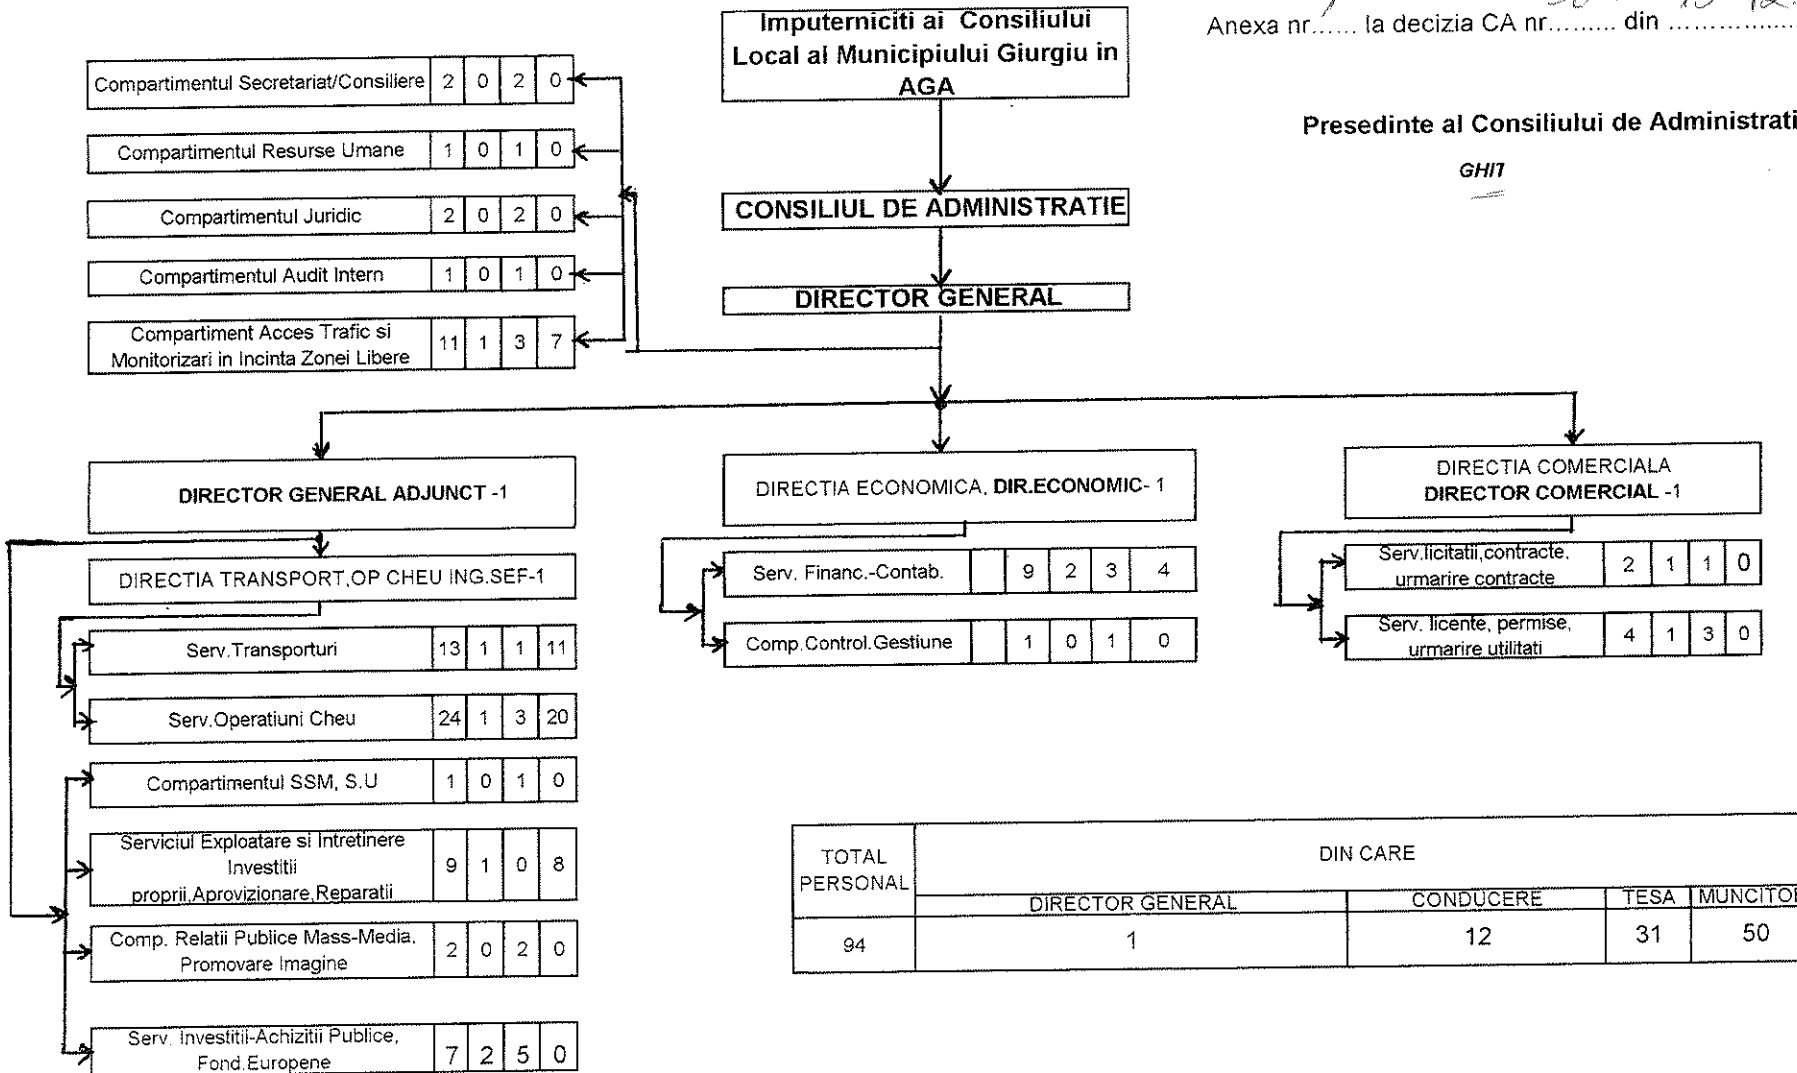 Imputerniciti ai Consiliului
Local al Municipiului Giurgiu in
AGA
Anexa nr...... la decizia CA nr......... din ..................
Presedinte al Consiliului de Administrati
GHIT
Compartimentul Secretariat/Consiliere 2 0 2 0
Compartimentul Resurse Umane 1 0 1 0
Compartimentul Juridic 2 0 2 0
Compartimentul Audit Intern 1 0 1 0
Compartiment Acces Trafic si
Monitorizari in Incinta Zonei Libere 11 1 3 7
CONSILIUL DE ADMINISTRATIE
DIRECTOR GENERAL
DIRECTOR GENERAL ADJUNCT -1
DIRECTIA TRANSPORT,OP CHEU ING.SEF-1
Serv.Transporturi 13 1 1 11
Serv.Operatiuni Cheu 24 1 3 20
Compartimentul SSM, S.U 1 0 1 0
Serviciul Exploatare si Intretinere
Investitii
proprii,Aprovizionare,Reparatii 9 1 0 8
Comp. Relatii Publice Mass-Media,
Promovare Imagine 2 0 2 0
Serv. Investitii-Achizitii Publice,
Fond.Europene 7 2 5 0
DIRECTIA ECONOMICA, DIR.ECONOMIC- 1
Serv. Financ.-Contab. 9 2 3 4
Comp.Control.Gestiune 1 0 1 0
DIRECTIA COMERCIALA
DIRECTOR COMERCIAL -1
Serv.licitatii,contracte,
urmarire contracte 2 1 1 0
Serv. licente, permise,
urmarire utilitati 4 1 3 0
TOTAL
PERSONAL
DIN CARE
DIRECTOR GENERAL CONDUCERE TESA MUNCITOR
94 1 12 31 50